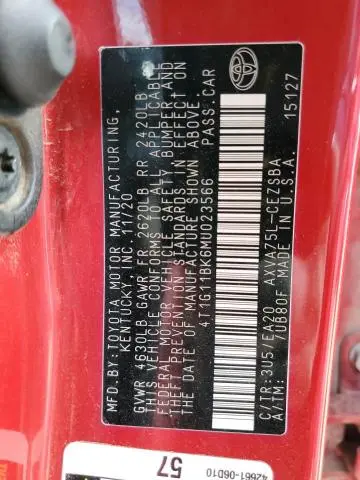 MFD.BY:TOYOTA MOTOR MANUFACTURING,
KENTUCKY, INC. 11/20
GVWR 4630LB GAWR FR 2620LB RR 2420LB
THIS VEHICLE CONFORMS TO ALL APPLICABLE
FEDERAL MOTOR VEHICLE SAFETY BUMPER AND
THEFT PREVENTION STANDARDS IN EFFECT ON
THE DATE OF MANUFACTURE SHOWN ABOVE
4T1G11BK6MU023566 PASS.CAR
C/TR:3U5/EA20 AXVA75L-CEZSBA
A/TM: /UB80F MADE IN U.S.A. 15127
TOYOTA
42661-06D10
57